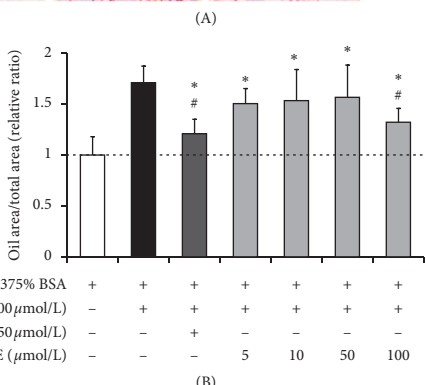 (A)
Oil area/total area (relative ratio)
2
1.5
1
0.5
0
*
#
*
*
*
*
#
375% BSA + + + + + + +
00 µmol/L) – + + + + + +
50 µmol/L) – – + – – – –
E (µmol/L) – – – 5 10 50 100
(B)